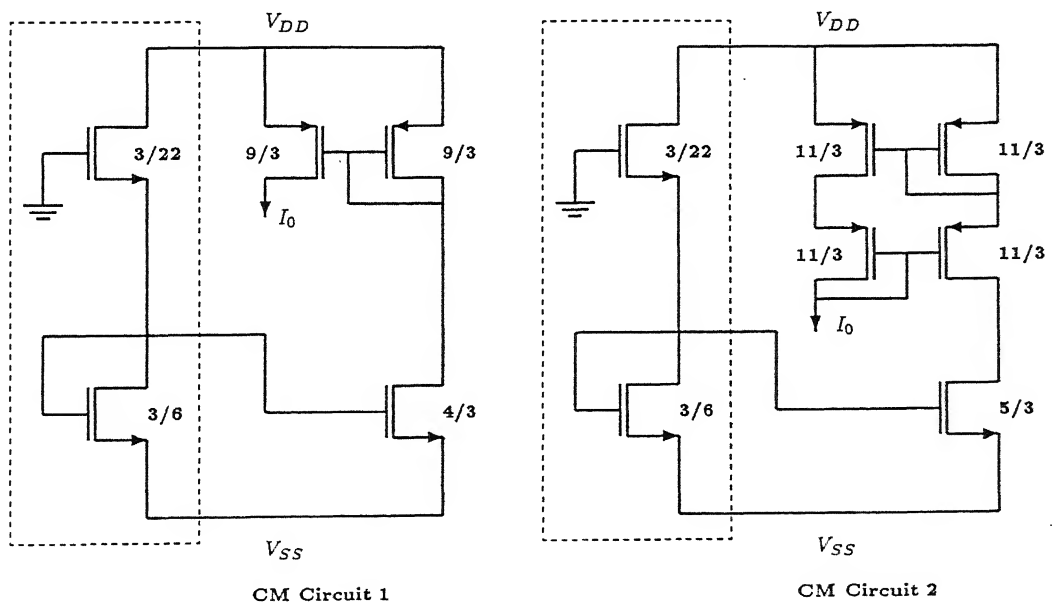 V_DD
3/22
9/3
9/3
I_0
3/6
4/3
V_SS
CM Circuit 1
V_DD
3/22
11/3
11/3
11/3
11/3
I_0
3/6
5/3
V_SS
CM Circuit 2